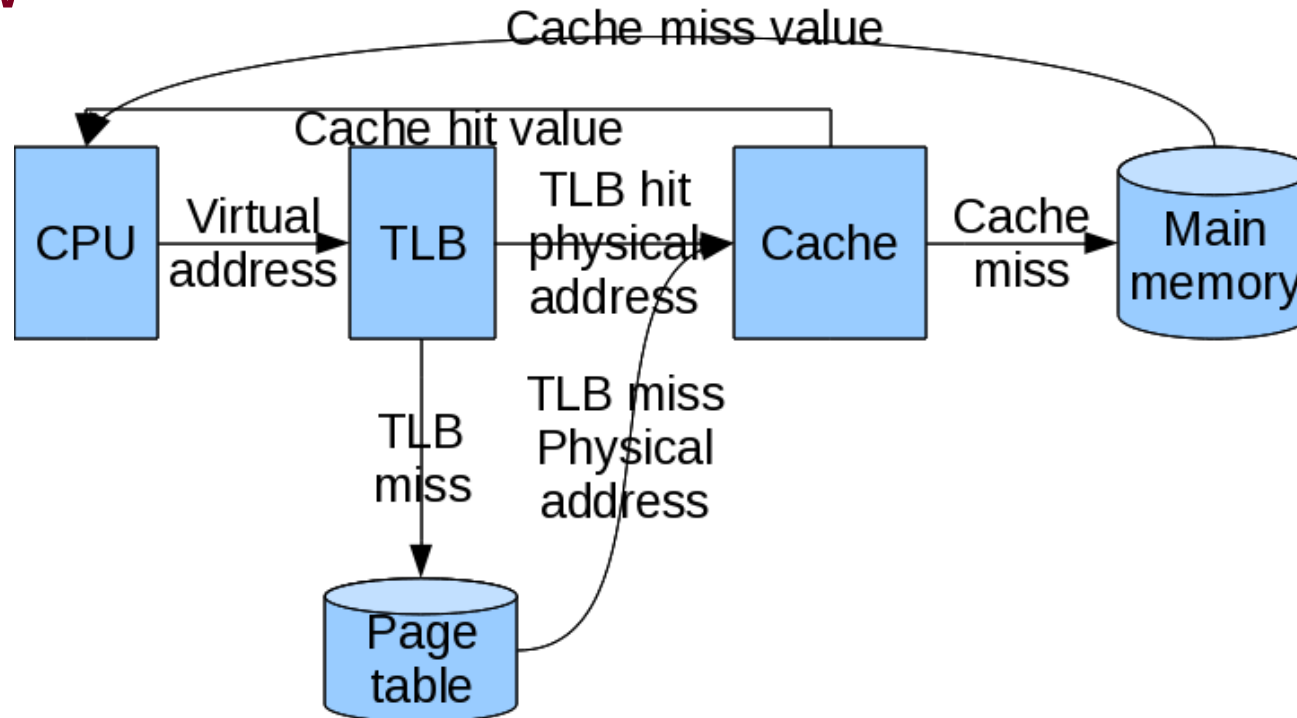 Cache miss value
Cache hit value
CPU
Virtual
address
TLB
TLB hit
physical
address
Cache
Cache
miss
Main
memory
TLB
miss
TLB miss
Physical
address
Page
table